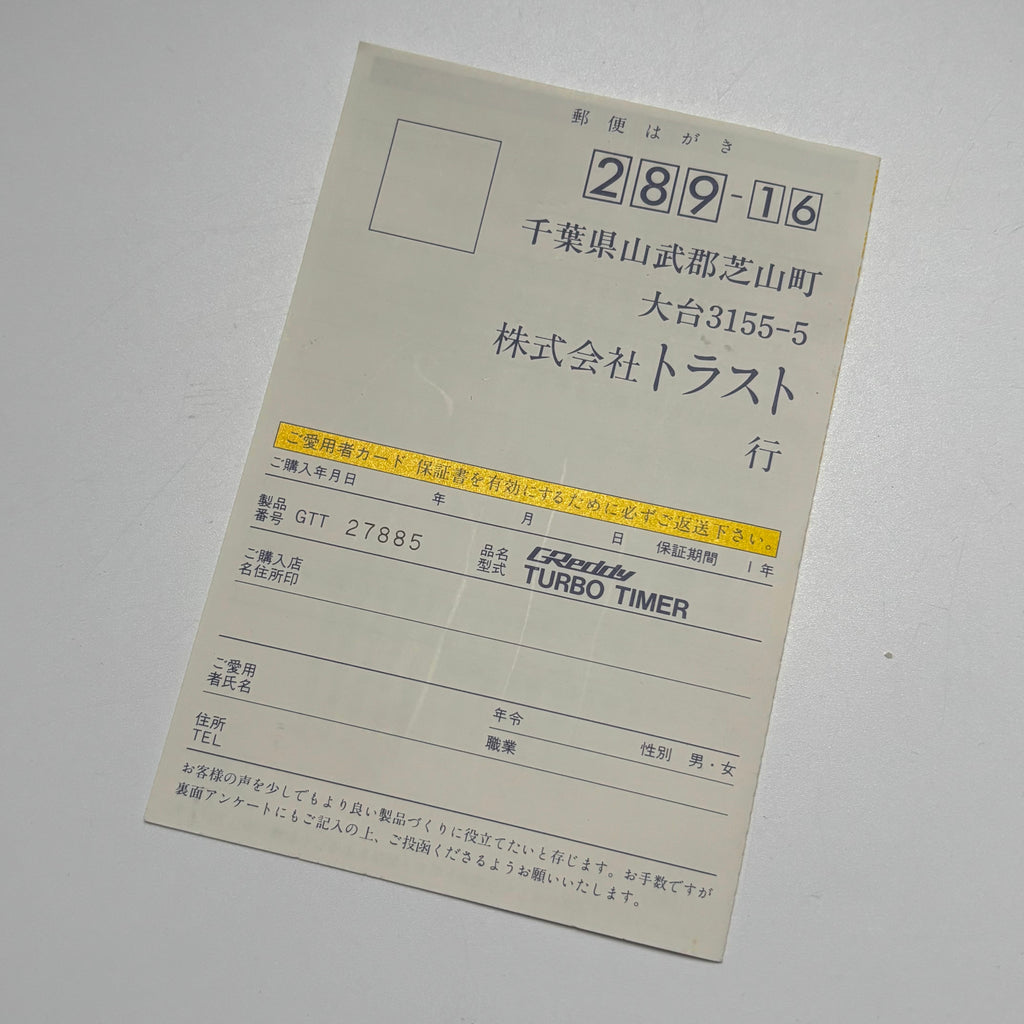 郵便はがき
289-16
千葉県山武郡芝山町
大台3155-5
株式会社トラスト
行
ご愛用者カード 保証書を有効にするために必ずご返送下さい。
ご購入年月日 年 月 日 保証期間 1年
製品番号 GTT 27885 品名型式 GReddy TURBO TIMER
ご購入店名住所印
ご愛用者氏名
年令
住所 TEL
職業 性別 男・女
お客様の声を少しでもより良い製品づくりに役立てたいと存じます。お手数ですが
裏面アンケートにもご記入の上、ご投函くださるようお願いいたします。